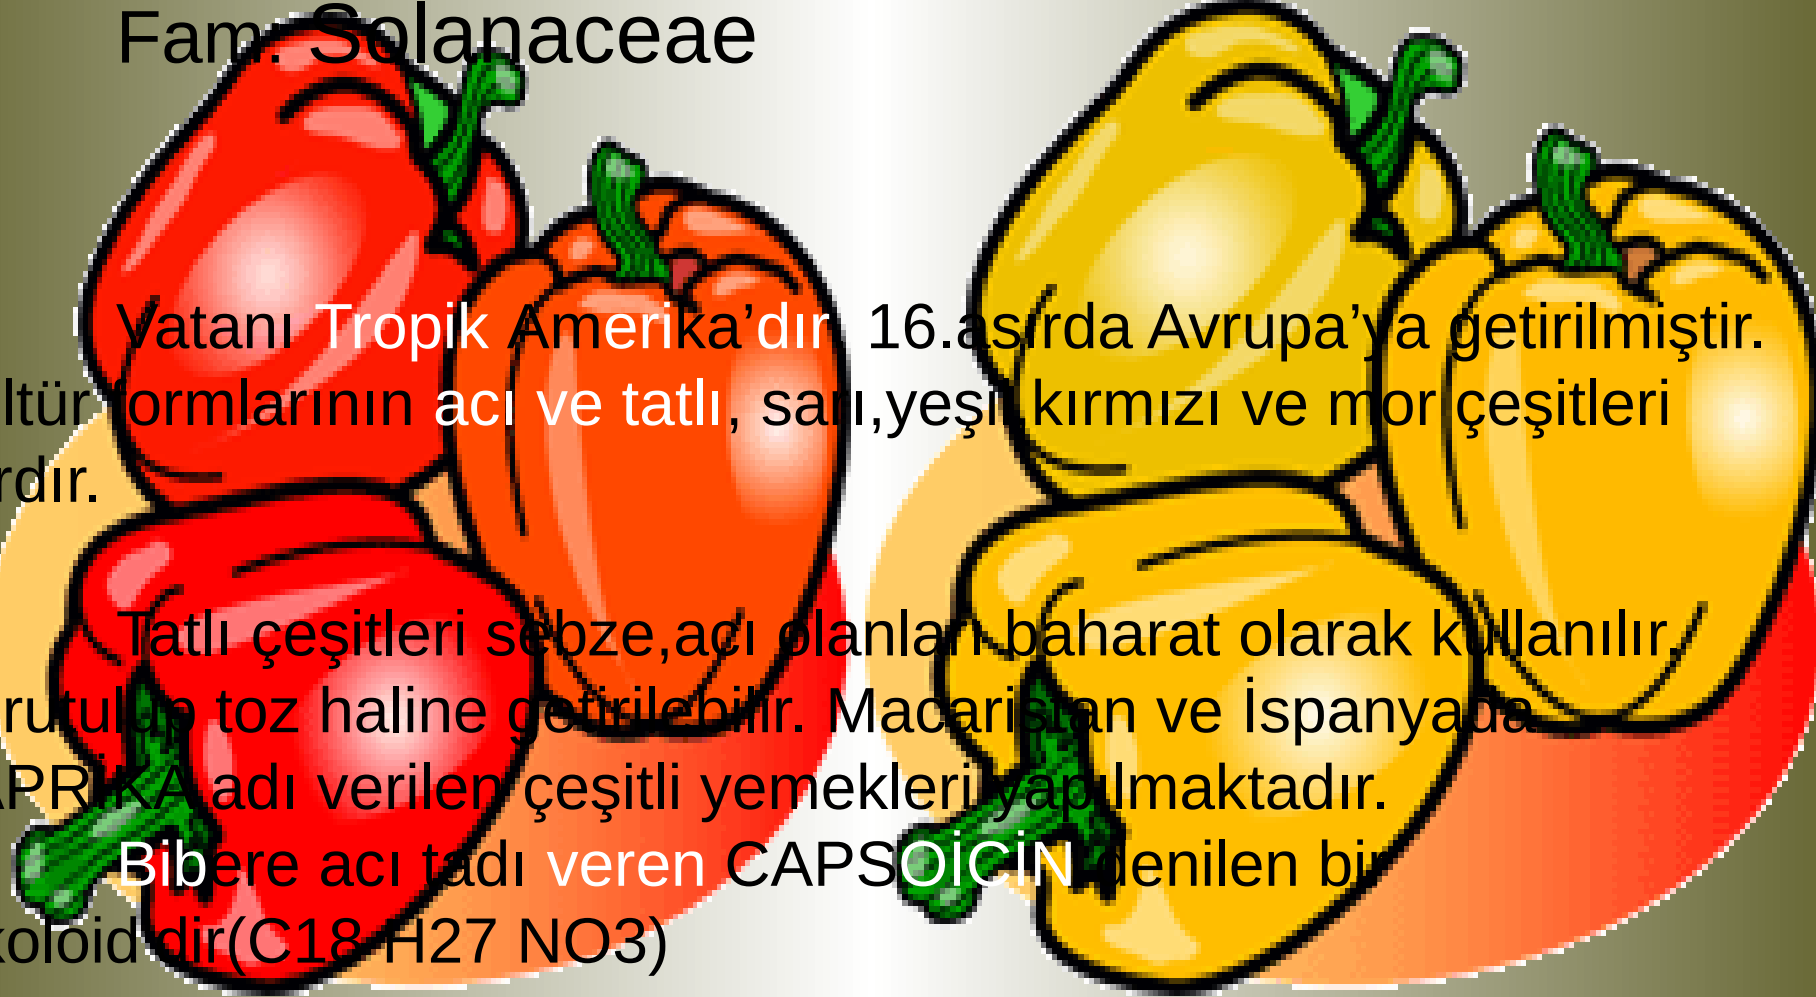 Fam: Solanaceae
Vatanı Tropik Amerika’dır. 16.asırda Avrupa’ya getirilmiştir.
ltür formlarının acı ve tatlı, sarı,yeşil,kırmızı ve mor çeşitleri
rdır.
Tatlı çeşitleri sebze,acı olanları baharat olarak kullanılır.
rutulup toz haline getirilebilir. Macaristan ve İspanyada
APRİKA adı verilen çeşitli yemekleri yapılmaktadır.
Bibere acı tadı veren CAPSOİCİN denilen bir
koloid dir(C18 H27 NO3)